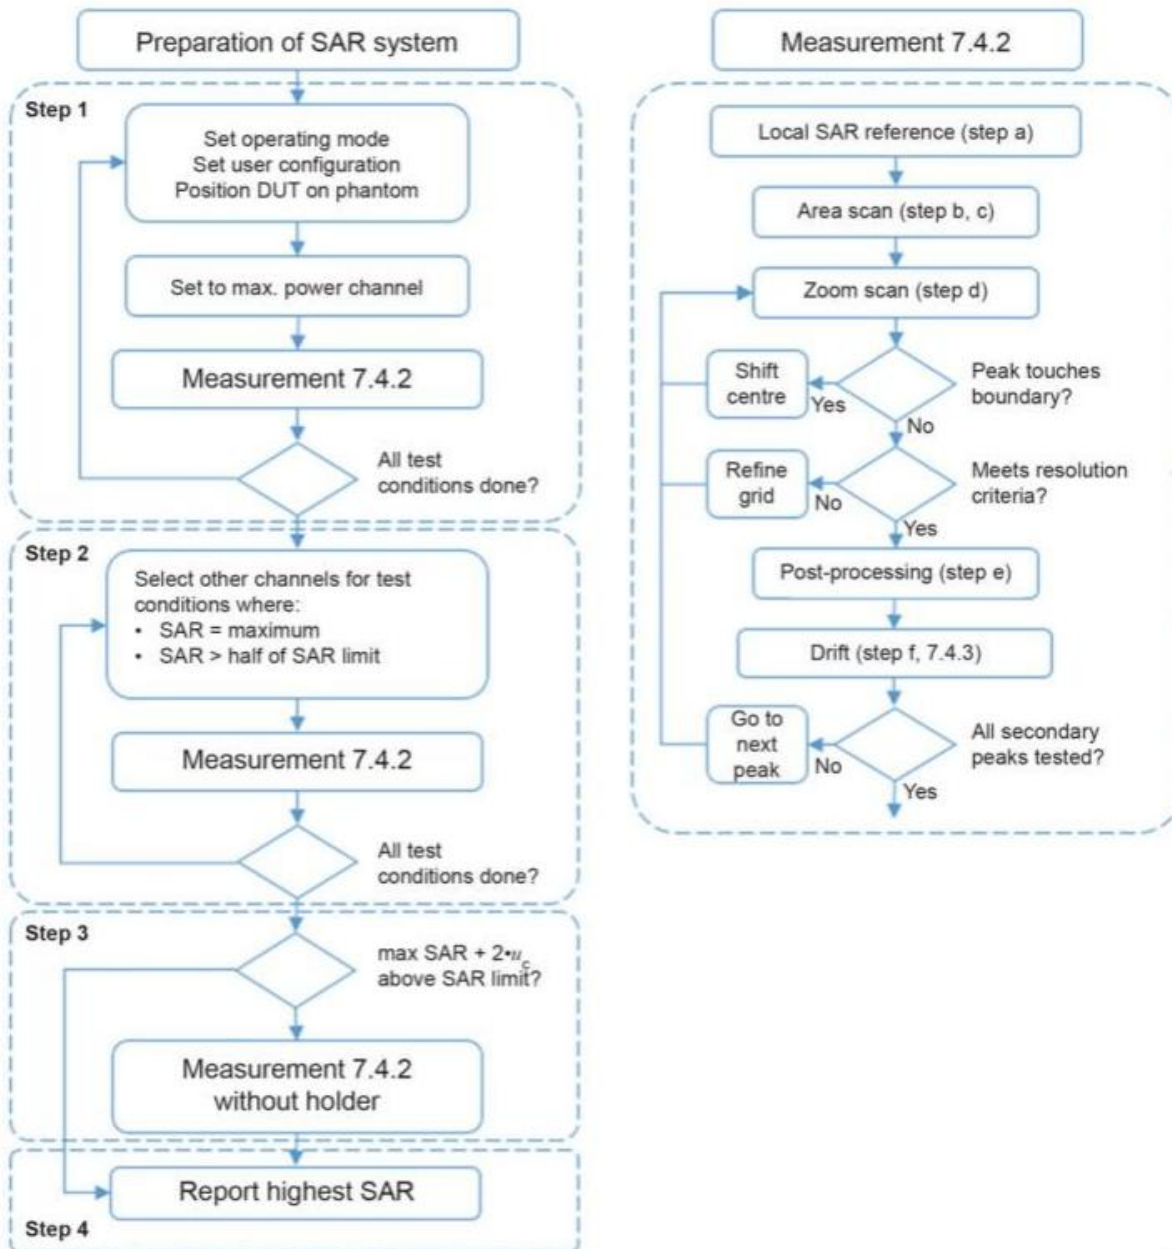 Preparation of SAR system
Step 1
Set operating mode
Set user configuration
Position DUT on phantom
Set to max. power channel
Measurement 7.4.2
All test
conditions done?
Step 2
Select other channels for test
conditions where:
• SAR = maximum
• SAR > half of SAR limit
Measurement 7.4.2
All test
conditions done?
Step 3
max SAR + 2•uc
above SAR limit?
Measurement 7.4.2
without holder
Report highest SAR
Step 4
Measurement 7.4.2
Local SAR reference (step a)
Area scan (step b, c)
Zoom scan (step d)
Shift
centre
Yes
Peak touches
boundary?
No
Refine
grid
No
Meets resolution
criteria?
Yes
Post-processing (step e)
Drift (step f, 7.4.3)
Go to
next
peak
No
All secondary
peaks tested?
Yes